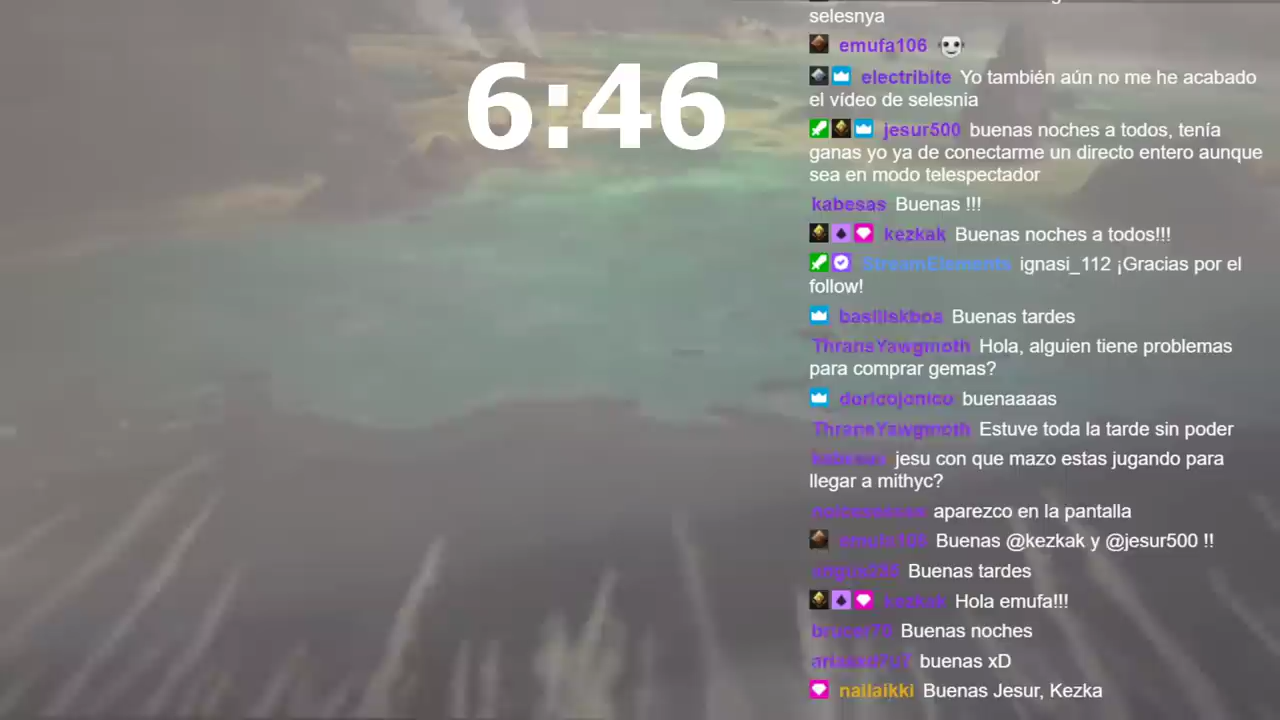 6:46
selesnya
emufa106
electribite Yo también aún no me he acabado
el vídeo de selesnia
jesur500 buenas noches a todos, tenía
ganas yo ya de conectarme un directo entero aunque
sea en modo telespectador
kabesas Buenas !!!
kezkak Buenas noches a todos!!!
StreamElements ignasi_112 ¡Gracias por el
follow!
basiliskboa Buenas tardes
ThransYawgmoth Hola, alguien tiene problemas
para comprar gemas?
doricojonico buenaaaas
ThransYawgmoth Estuve toda la tarde sin poder
jesu con que mazo estas jugando para
llegar a mithyc?
aparezco en la pantalla
emufa106 Buenas @kezkak y @jesur500 !!
Buenas tardes
kezkak Hola emufa!!!
Buenas noches
buenas xD
nailaikki Buenas Jesur, Kezka